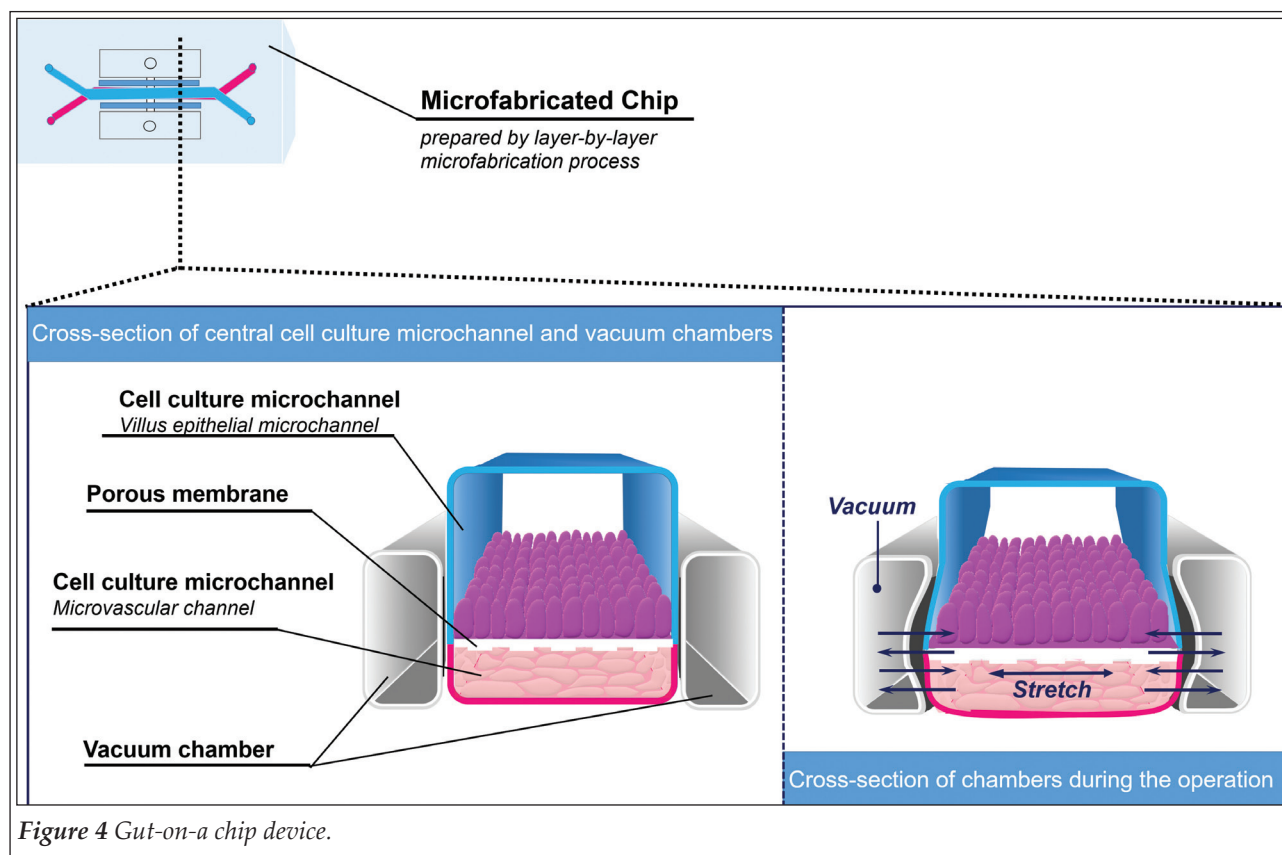 Microfabricated Chip
prepared by layer-by-layer
microfabrication process
Cross-section of central cell culture microchannel and vacuum chambers
Cell culture microchannel
Villus epithelial microchannel
Porous membrane
Cell culture microchannel
Microvascular channel
Vacuum chamber
Vacuum
Stretch
Cross-section of chambers during the operation
Figure 4 Gut-on-a chip device.